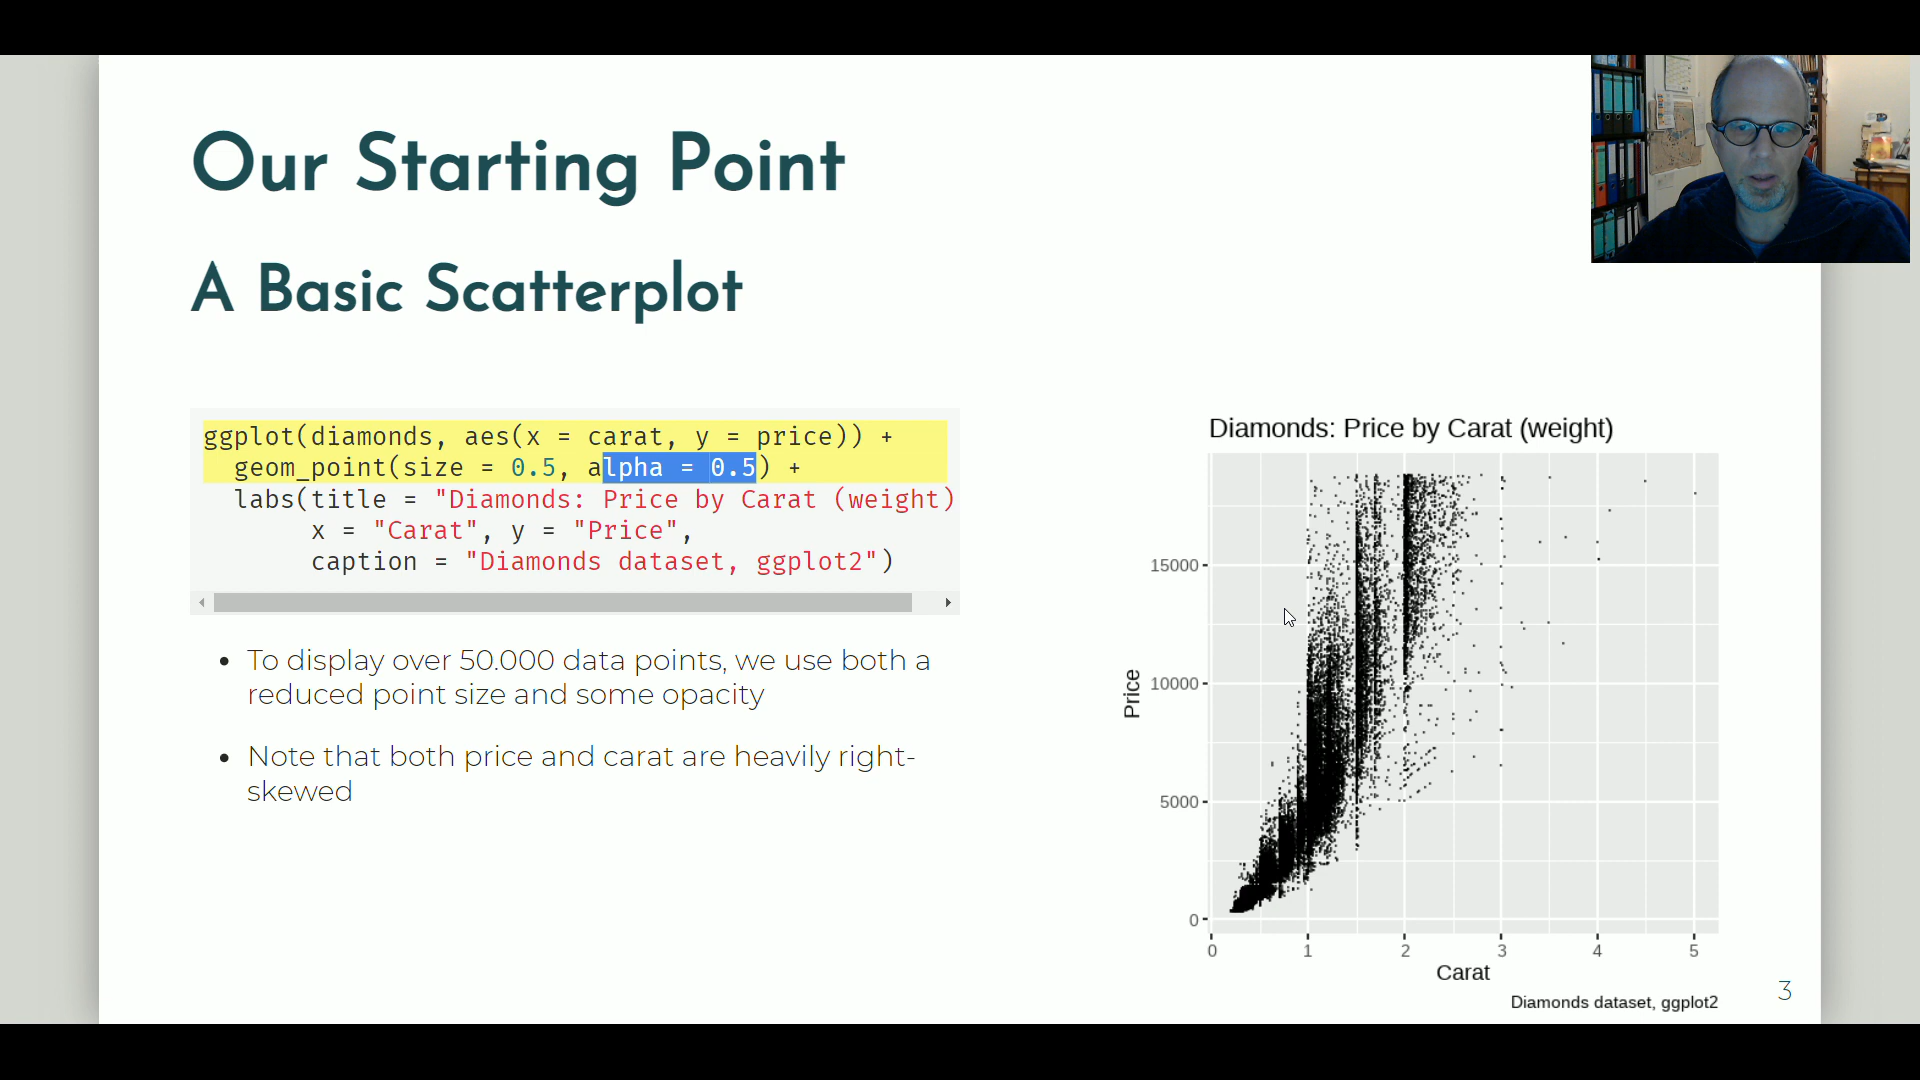 Our Starting Point
A Basic Scatterplot
ggplot(diamonds, aes(x = carat, y = price)) +
geom_point(size = 0.5, alpha = 0.5) +
labs(title = "Diamonds: Price by Carat (weight)
x = "Carat", y = "Price",
caption = "Diamonds dataset, ggplot2")
• To display over 50.000 data points, we use both a
reduced point size and some opacity
• Note that both price and carat are heavily right-
skewed
Diamonds: Price by Carat (weight)
Price
15000
10000
5000
0
0 1 2 3 4 5
Carat
Diamonds dataset, ggplot2
3